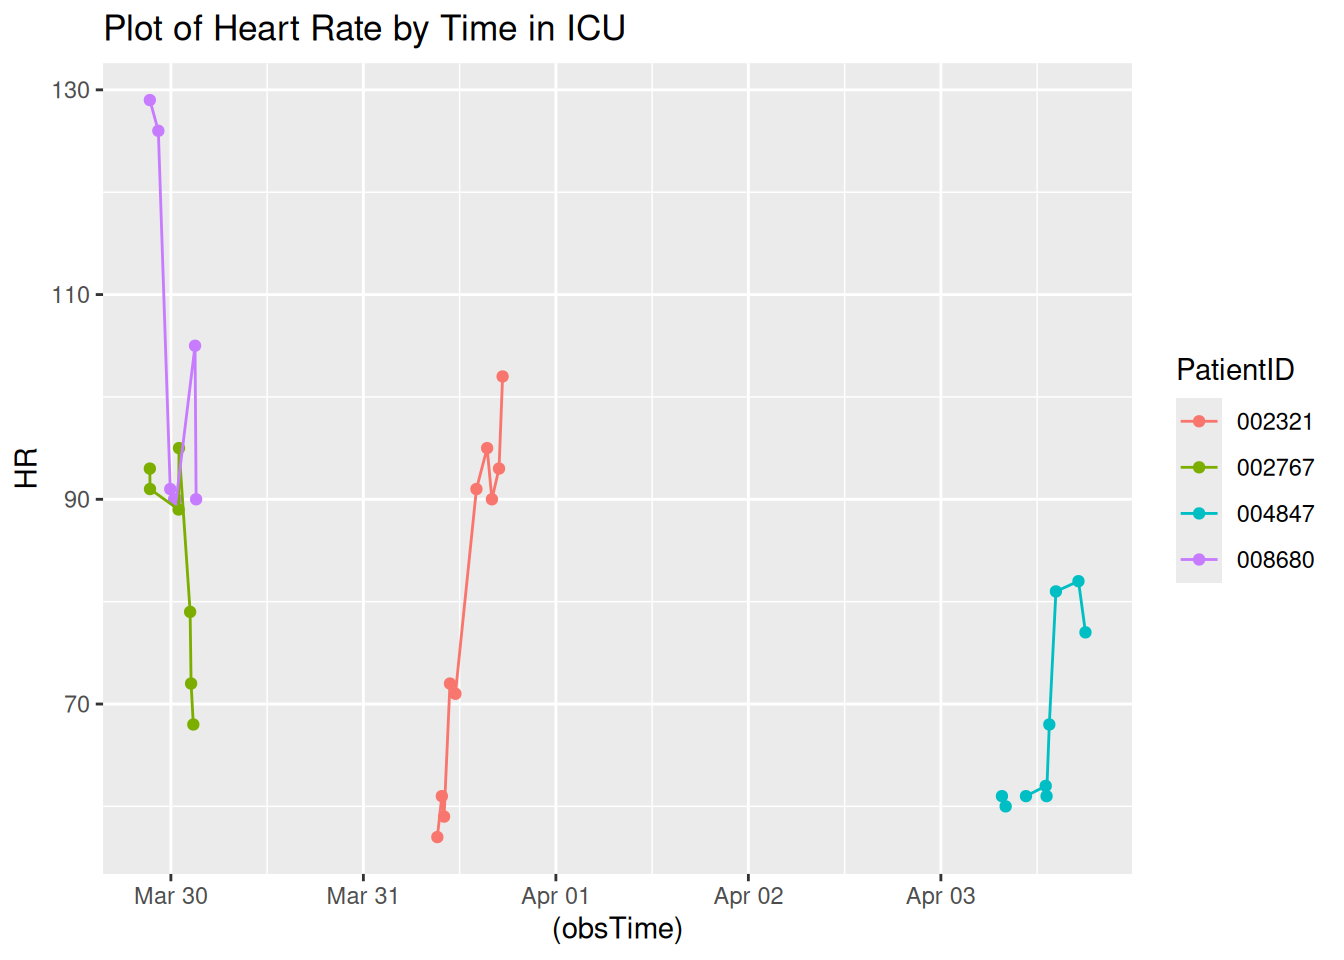 Plot of Heart Rate by Time in ICU
130
110
90
70
HR
Mar 30
Mar 31
Apr 01
Apr 02
Apr 03
(obsTime)
PatientID
002321
002767
004847
008680